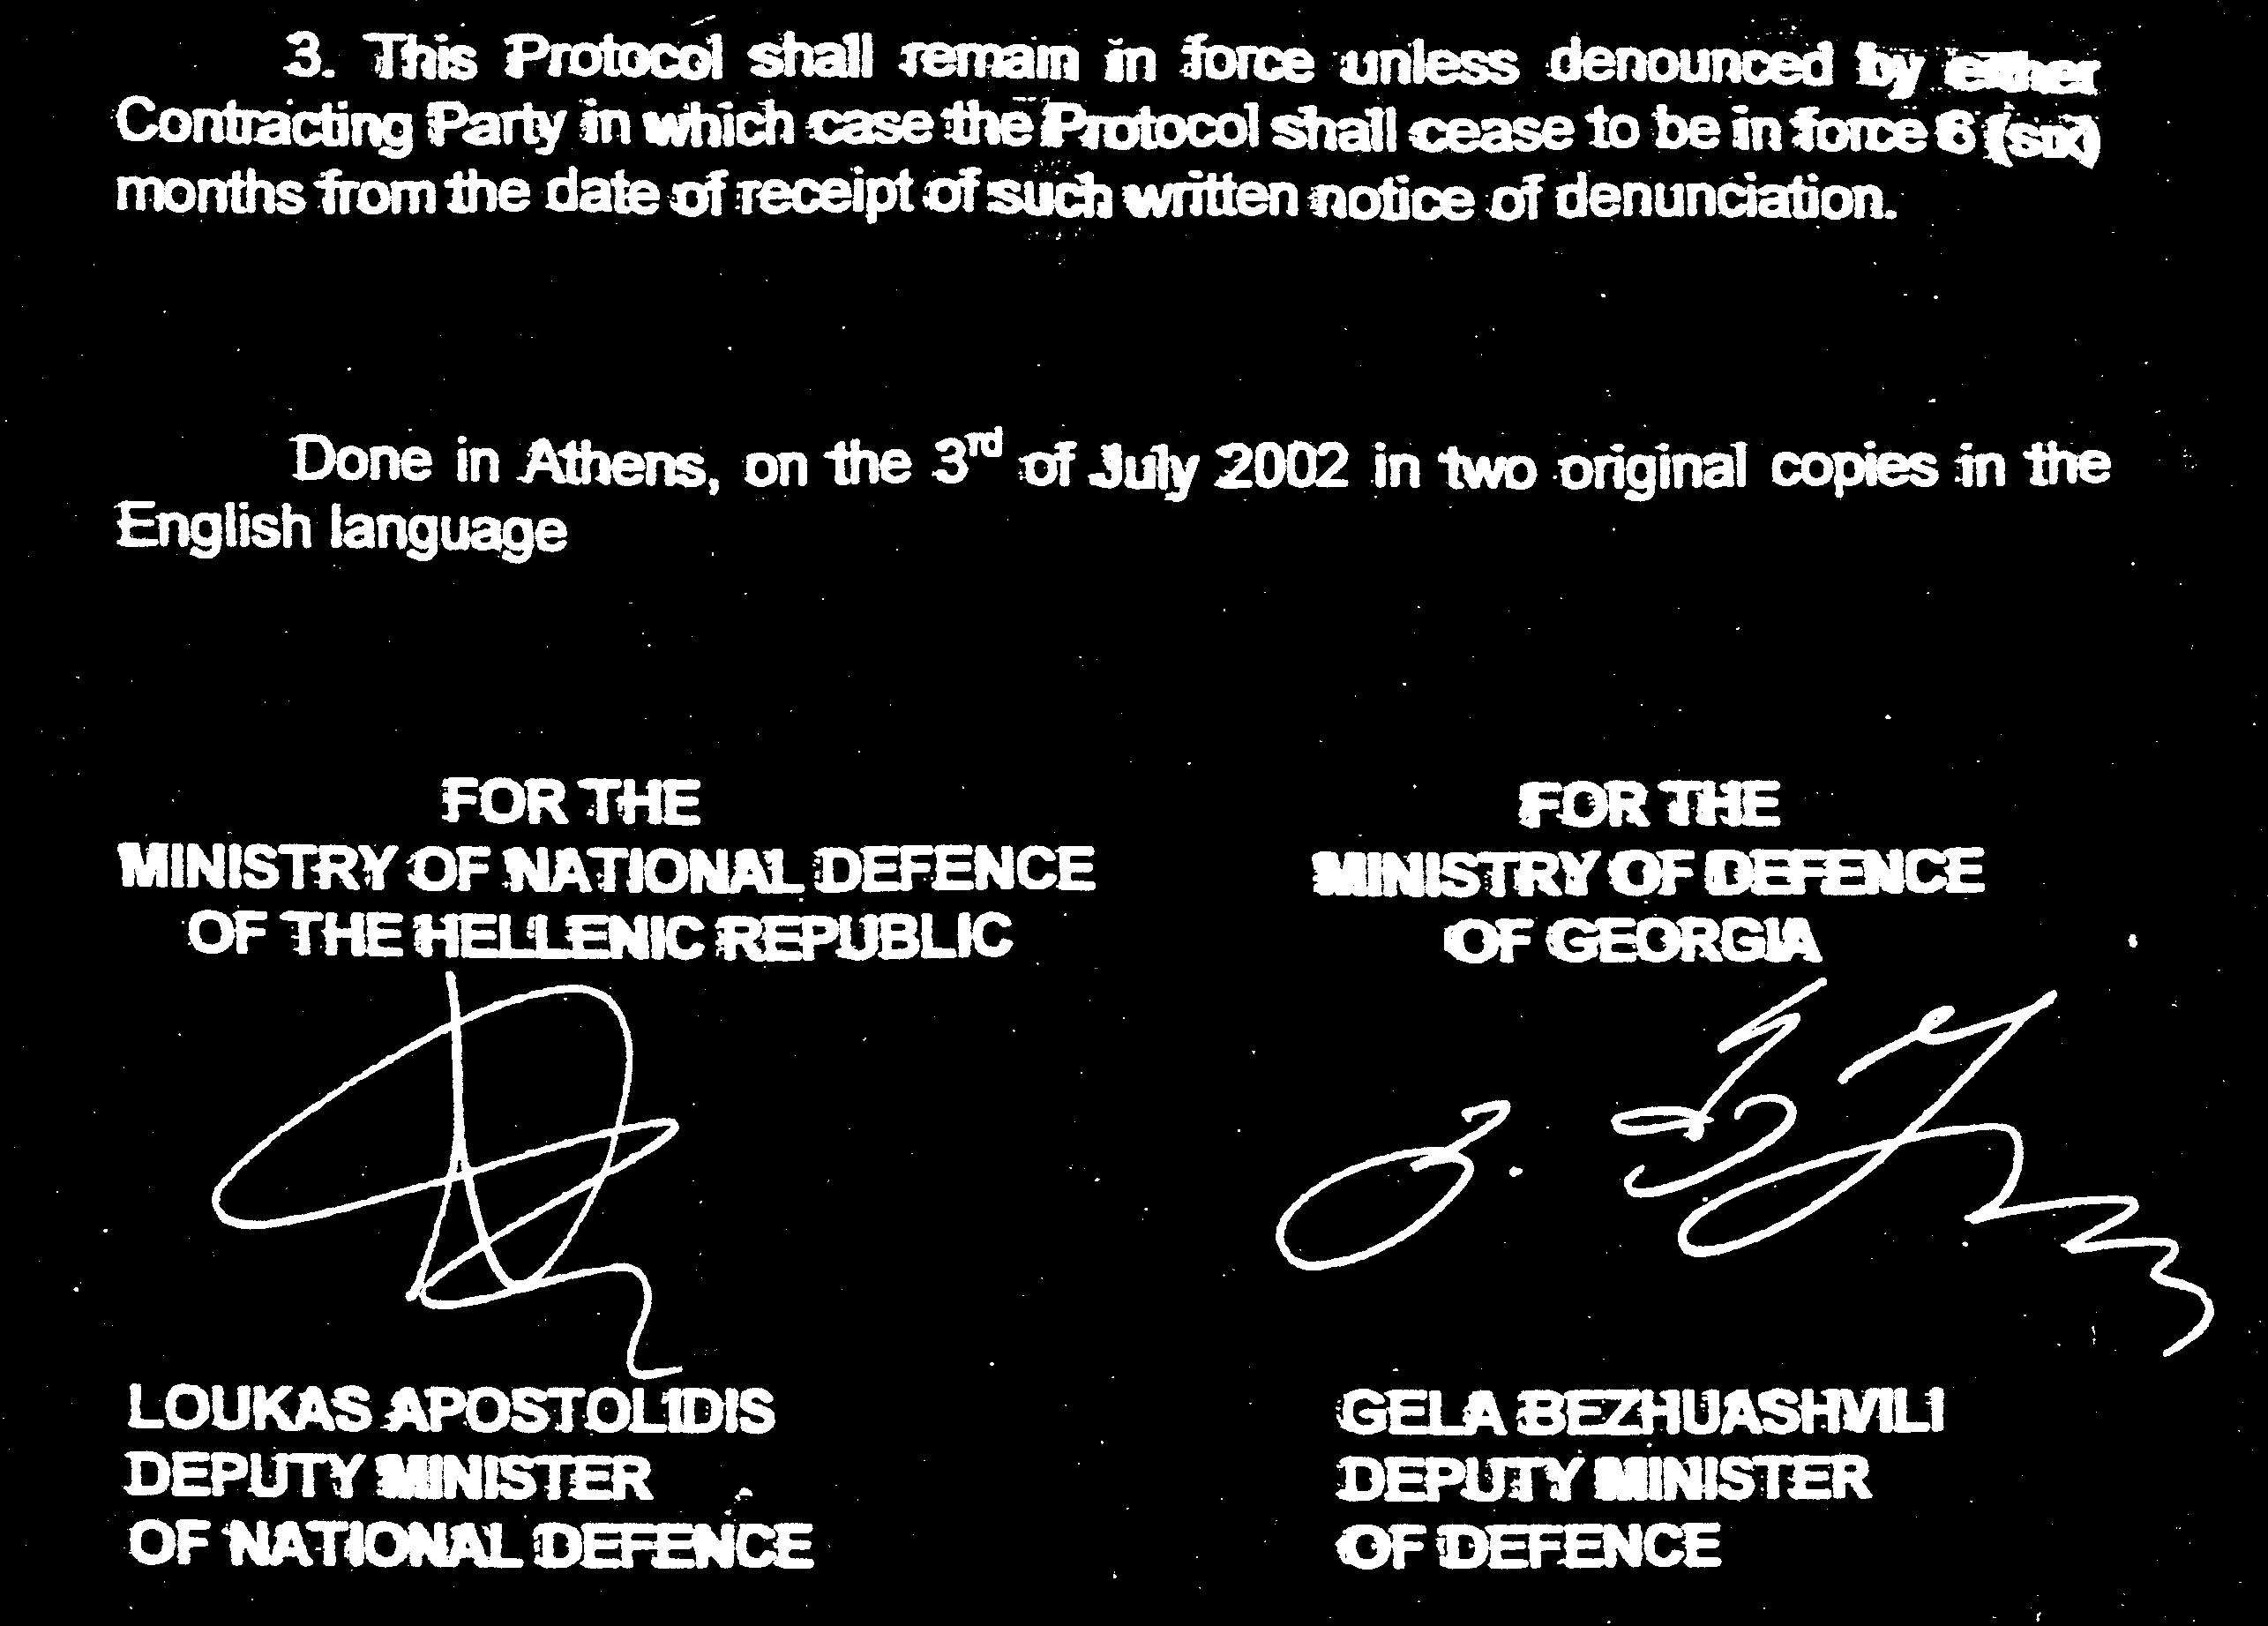 3. This Protocol shall remain in force unless denounced by either
Contracting Party in which case the Protocol shall cease to be in force 6 (six)
months from the date of receipt of such written notice of denunciation.
Done in Athens, on the 3rd of July 2002 in two original copies in the
English language
FOR THE
MINISTRY OF NATIONAL DEFENCE
OF THE HELLENIC REPUBLIC
FOR THE
MINISTRY OF DEFENCE
OF GEORGIA
LOUKAS APOSTOLIDIS
DEPUTY MINISTER
OF NATIONAL DEFENCE
GELA BEZHUASHVILI
DEPUTY MINISTER
OF DEFENCE